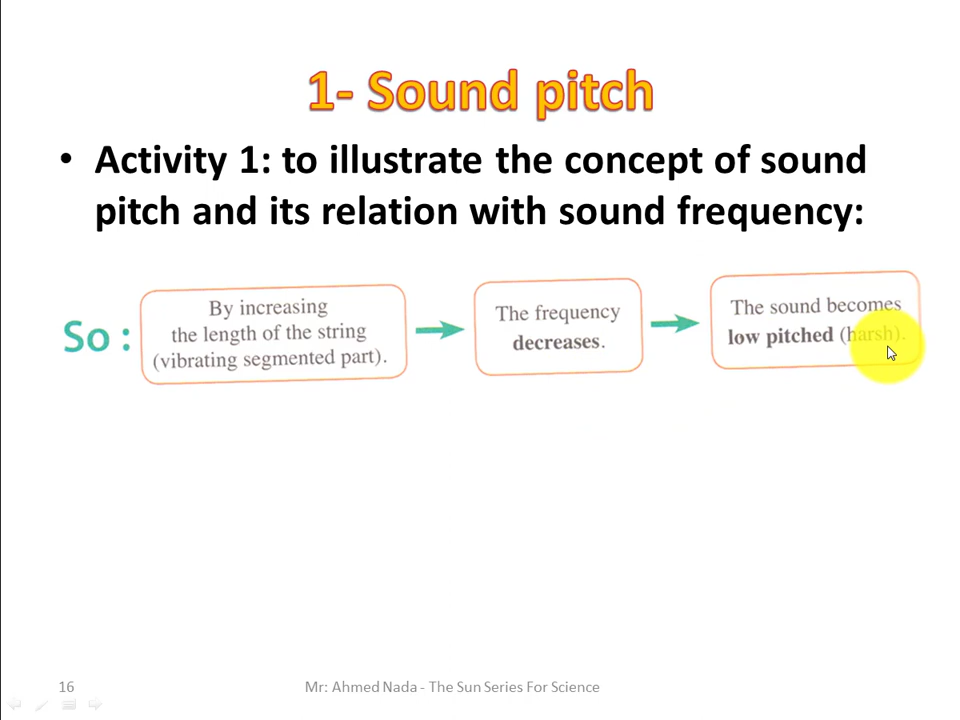 1- Sound pitch
• Activity 1: to illustrate the concept of sound
pitch and its relation with sound frequency:
So :
By increasing
the length of the string
(vibrating segmented part).
The frequency
decreases.
The sound becomes
low pitched (harsh).
16
Mr: Ahmed Nada - The Sun Series For Science